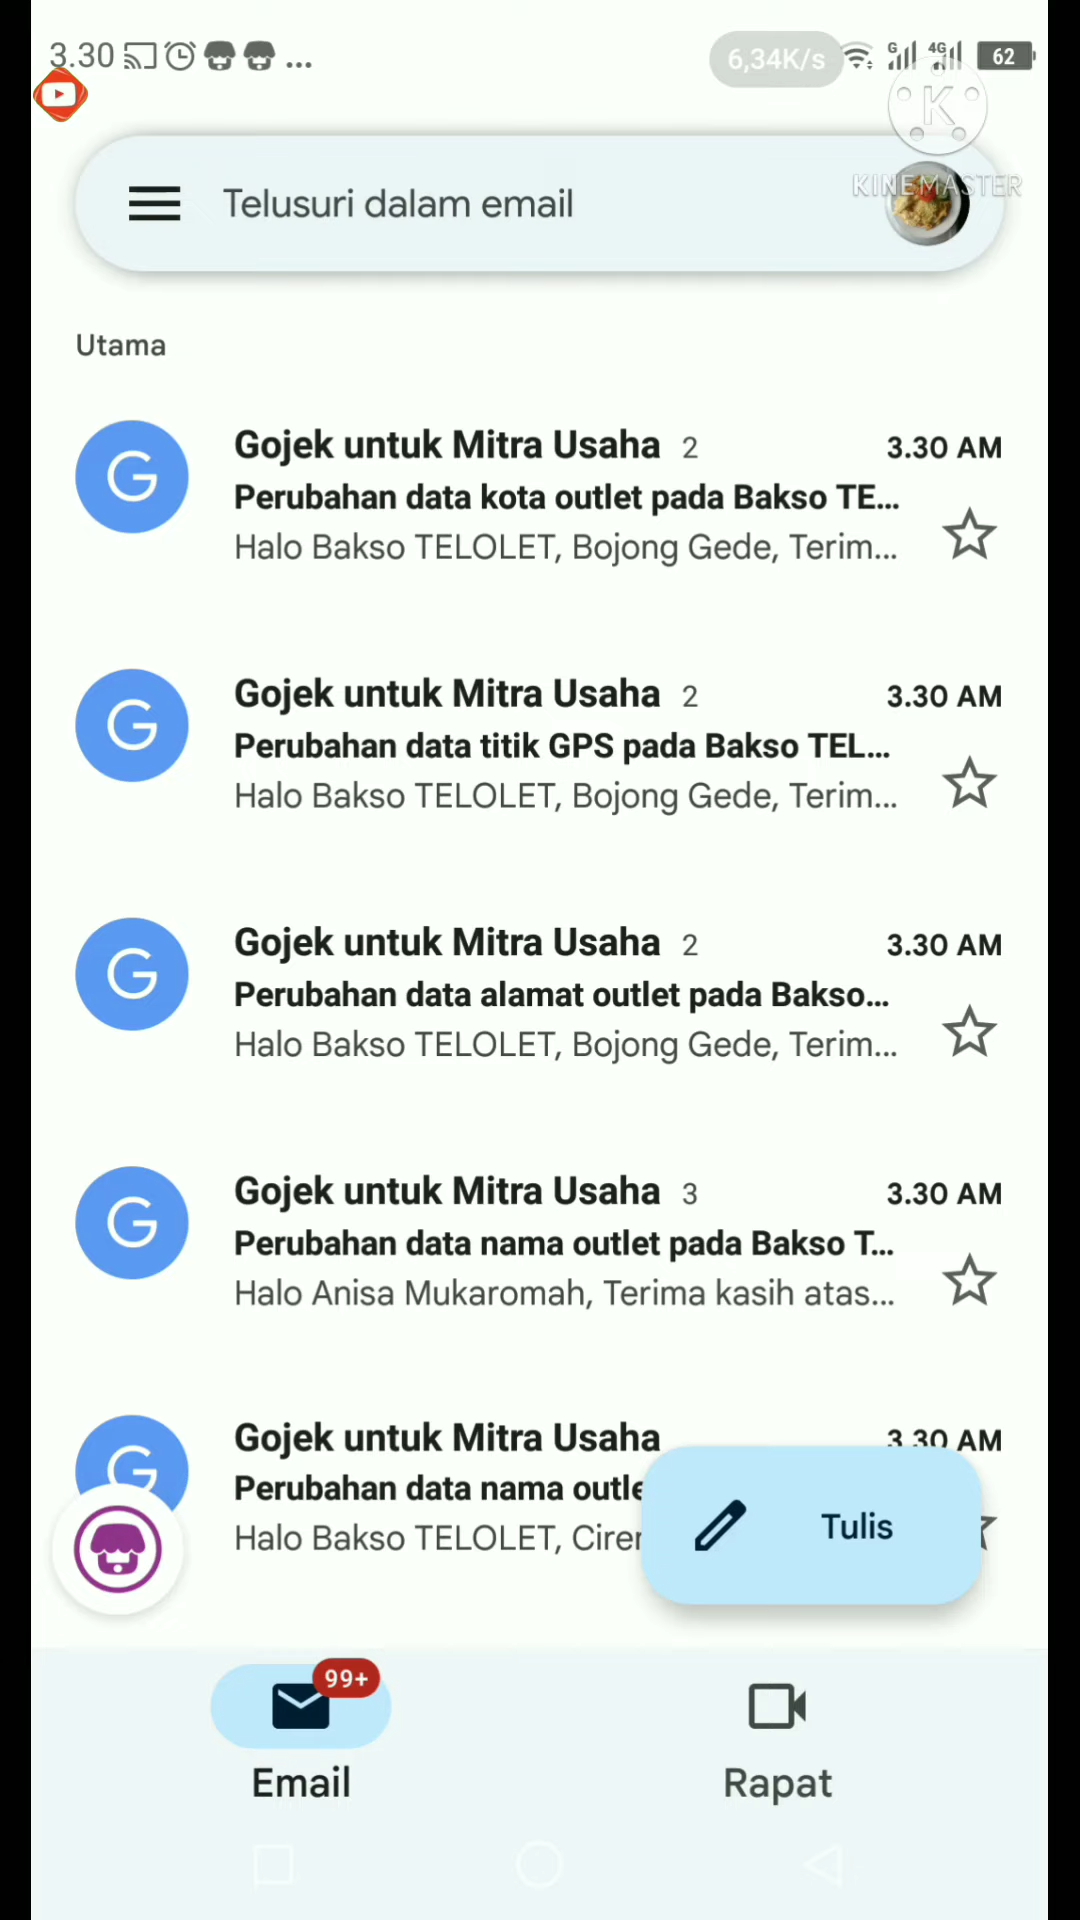 3.30 ... 6,34K/s G 4G 62
K
KINEMASTER
Telusuri dalam email
Utama
G Gojek untuk Mitra Usaha 2 3.30 AM
Perubahan data kota outlet pada Bakso TE...
Halo Bakso TELOLET, Bojong Gede, Terim...
G Gojek untuk Mitra Usaha 2 3.30 AM
Perubahan data titik GPS pada Bakso TEL...
Halo Bakso TELOLET, Bojong Gede, Terim...
G Gojek untuk Mitra Usaha 2 3.30 AM
Perubahan data alamat outlet pada Bakso...
Halo Bakso TELOLET, Bojong Gede, Terim...
G Gojek untuk Mitra Usaha 3 3.30 AM
Perubahan data nama outlet pada Bakso T...
Halo Anisa Mukaromah, Terima kasih atas...
G Gojek untuk Mitra Usaha 3.30 AM
Perubahan data nama outle
Halo Bakso TELOLET, Cirer
Tulis
99+
Email Rapat